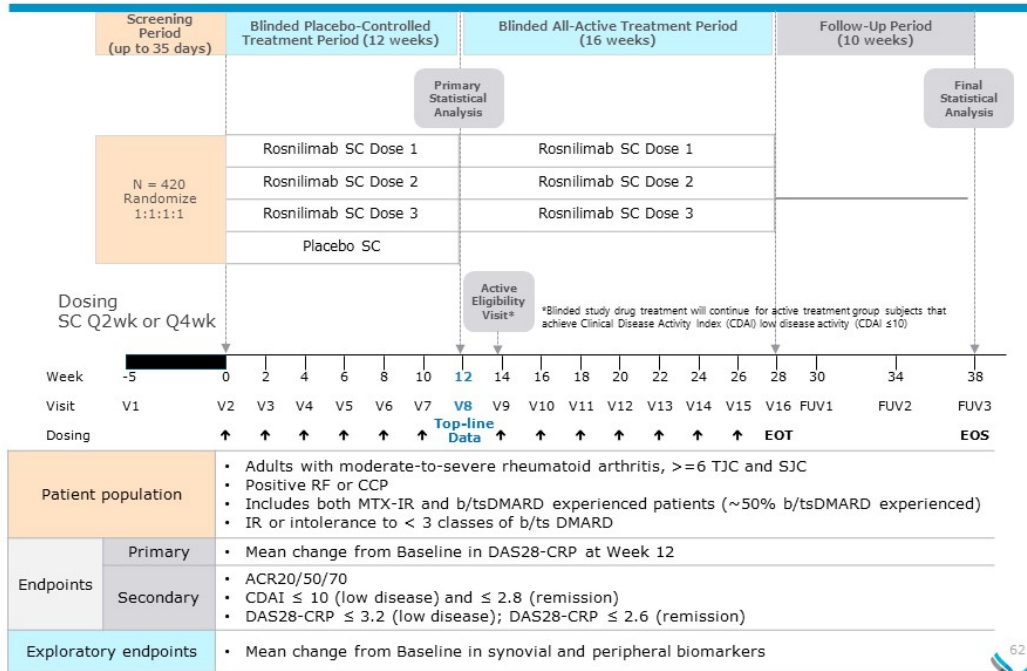 Screening
Period
(up to 35 days)
Blinded Placebo-Controlled
Treatment Period (12 weeks)
Blinded All-Active Treatment Period
(16 weeks)
Follow-Up Period
(10 weeks)
Primary
Statistical
Analysis
Final
Statistical
Analysis
N = 420
Randomize
1:1:1:1
Rosnilimab SC Dose 1
Rosnilimab SC Dose 1
Rosnilimab SC Dose 2
Rosnilimab SC Dose 2
Rosnilimab SC Dose 3
Rosnilimab SC Dose 3
Placebo SC
Dosing
SC Q2wk or Q4wk
Active
Eligibility
Visit*
*Blinded study drug treatment will continue for active treatment group subjects that
achieve Clinical Disease Activity Index (CDAI) low disease activity (CDAI ≤10)
Week -5 0 2 4 6 8 10 12 14 16 18 20 22 24 26 28 30 34 38
Visit V1 V2 V3 V4 V5 V6 V7 V8 V9 V10 V11 V12 V13 V14 V15 V16 FUV1 FUV2 FUV3
Top-line
Data
Dosing ↑ ↑ ↑ ↑ ↑ ↑ ↑ ↑ ↑ ↑ ↑ ↑ ↑ EOT EOS
Patient population
• Adults with moderate-to-severe rheumatoid arthritis, >=6 TJC and SJC
• Positive RF or CCP
• Includes both MTX-IR and b/tsDMARD experienced patients (~50% b/tsDMARD experienced)
• IR or intolerance to < 3 classes of b/ts DMARD
Endpoints
Primary
• Mean change from Baseline in DAS28-CRP at Week 12
Secondary
• ACR20/50/70
• CDAI ≤ 10 (low disease) and ≤ 2.8 (remission)
• DAS28-CRP ≤ 3.2 (low disease); DAS28-CRP ≤ 2.6 (remission)
Exploratory endpoints
• Mean change from Baseline in synovial and peripheral biomarkers
62